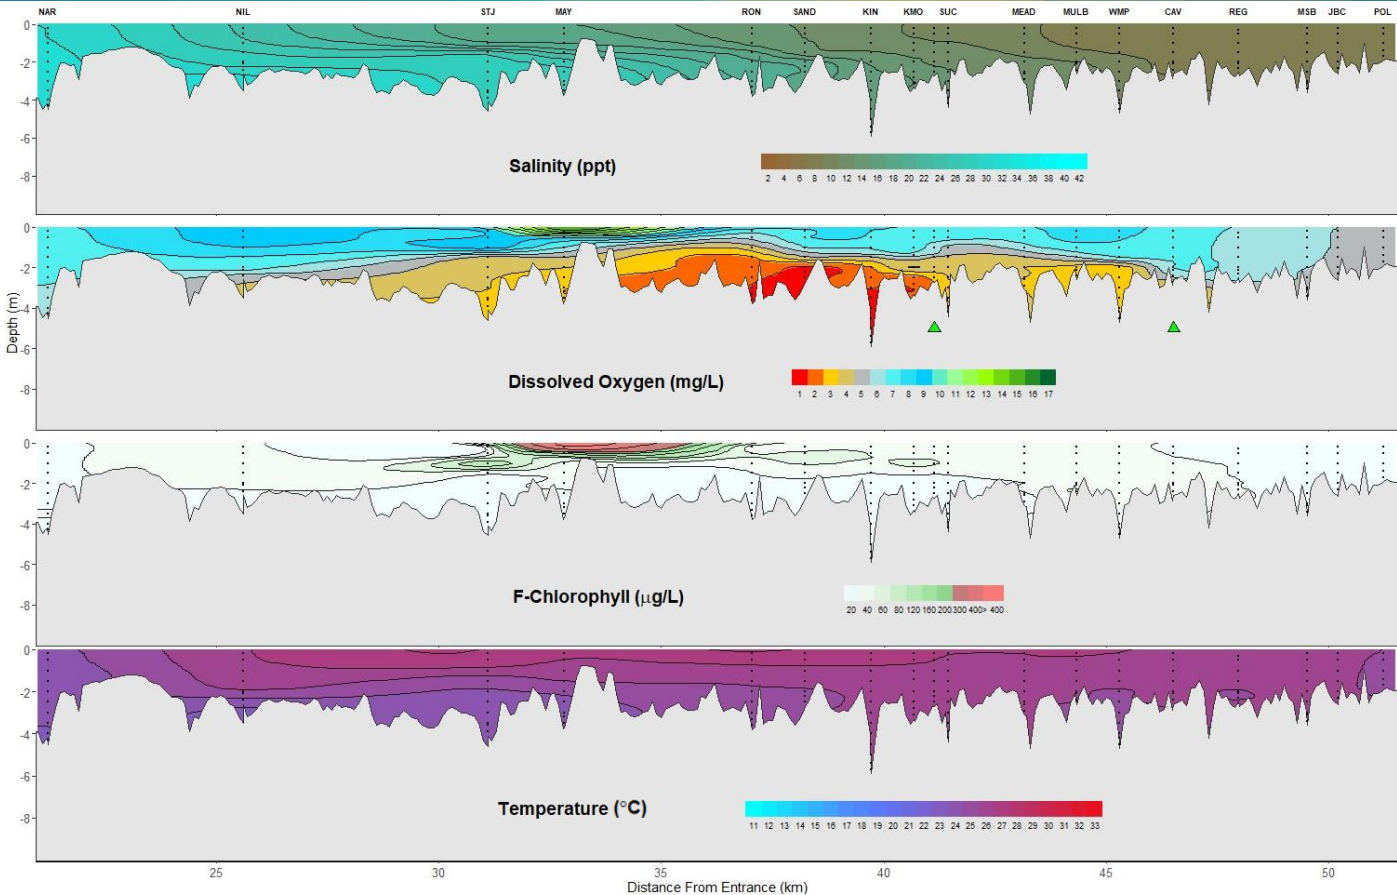 NAR NIL STJ MAY RON SAND KIN KMO SUC MEAD MULB WMP CAV REG MSB JBC POL
0
-2
-4
-6
-8
Salinity (ppt)
2 4 6 8 10 12 14 16 18 20 22 24 26 28 30 32 34 36 38 40 42
0
-2
-4
-6
-8
Depth (m)
Dissolved Oxygen (mg/L)
1 2 3 4 5 6 7 8 9 10 11 12 13 14 15 16 17
0
-2
-4
-6
-8
F-Chlorophyll (μg/L)
20 40 60 80 120 160 200 300 400 > 400
0
-2
-4
-6
-8
Temperature (°C)
11 12 13 14 15 16 17 18 19 20 21 22 23 24 25 26 27 28 29 30 31 32 33
25 30 35 40 45 50
Distance From Entrance (km)